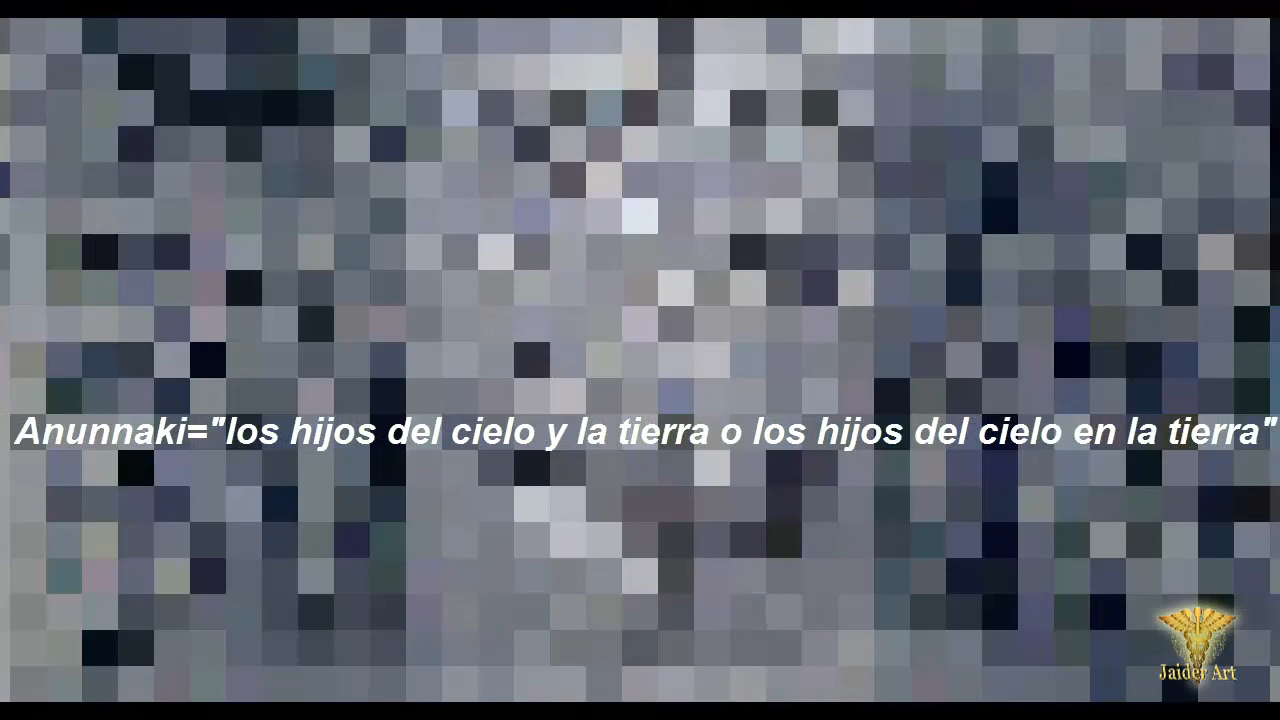 Anunnaki="los hijos del cielo y la tierra o los hijos del cielo en la tierra"
Jaider Art